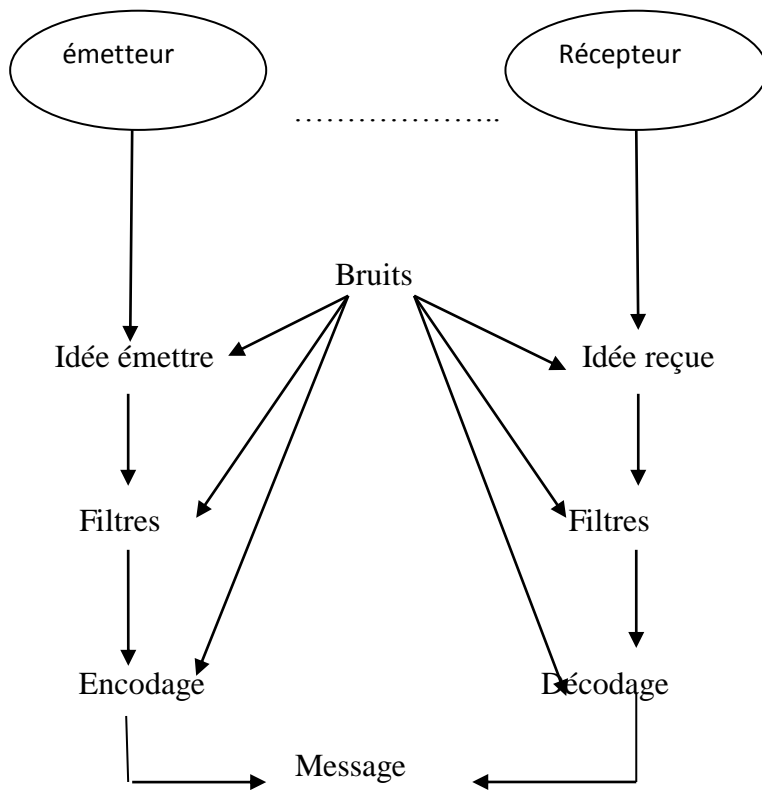 émetteur
Récepteur
…………………..
Bruits
Idée émettre
Idée reçue
Filtres
Filtres
Encodage
Décodage
Message